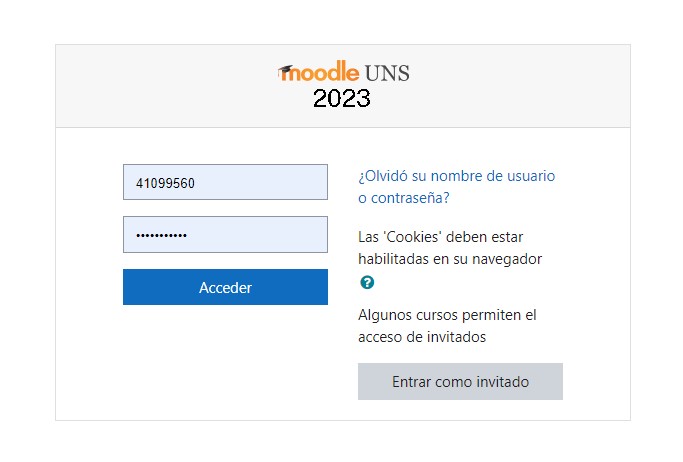 moodle UNS
2023
41099560
•••••••••••
Acceder
¿Olvidó su nombre de usuario
o contraseña?
Las 'Cookies' deben estar
habilitadas en su navegador
?
Algunos cursos permiten el
acceso de invitados
Entrar como invitado